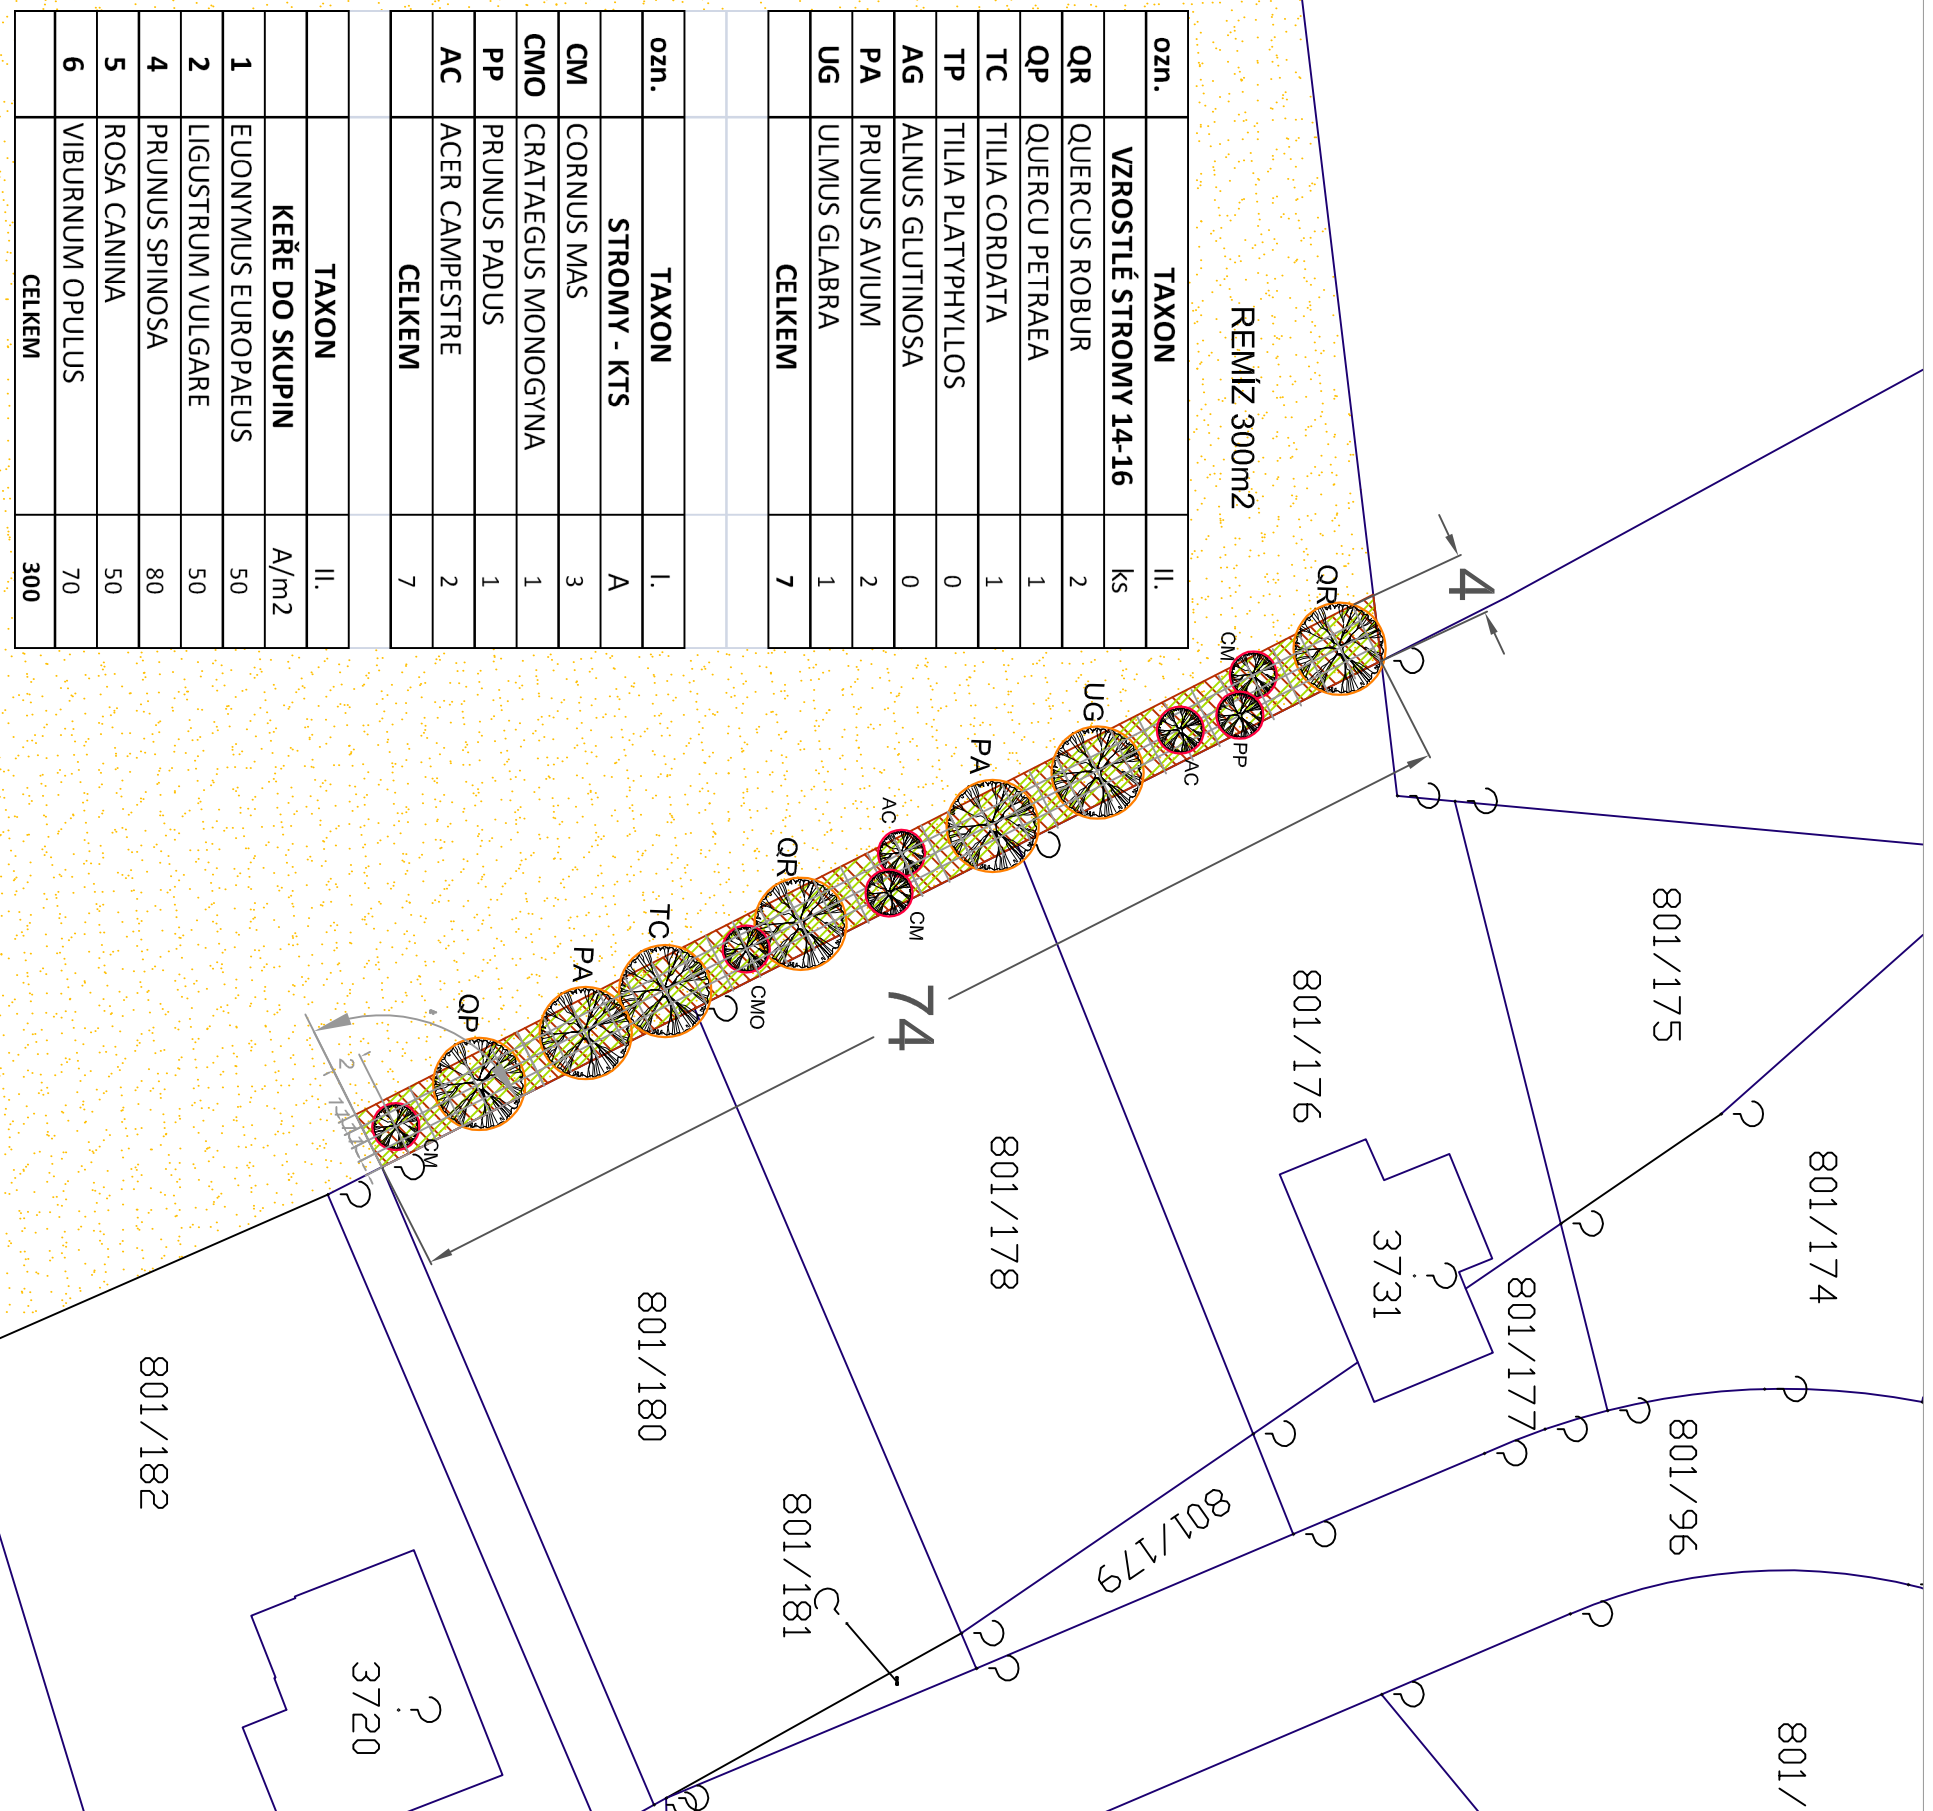 REMÍZ 300m2
ozn. TAXON II.
VZROSTLÉ STROMY 14-16 ks
QR QUERCUS ROBUR 2
QP QUERCU PETRAEA 1
TC TILIA CORDATA 1
TP TILIA PLATYPHYLLOS 0
AG ALNUS GLUTINOSA 0
PA PRUNUS AVIUM 2
UG ULMUS GLABRA 1
CELKEM 7
ozn. TAXON I.
STROMY - KTS A
CM CORNUS MAS 3
CMO CRATAEGUS MONOGYNA 1
PP PRUNUS PADUS 1
AC ACER CAMPESTRE 2
CELKEM 7
TAXON II.
KEŘE DO SKUPIN A/m2
1 EUONYMUS EUROPAEUS 50
2 LIGUSTRUM VULGARE 50
4 PRUNUS SPINOSA 80
5 ROSA CANINA 50
6 VIBURNUM OPULUS 70
CELKEM 300
4
QR
CM
PP
AC
UG
PA
AC
CM
QR
CMO
TC
PA
QP
CM
2
74
801/175
801/174
801/176
3731
801/177
801/96
801/178
801/179
801/180
801/181
801/182
3720
801/